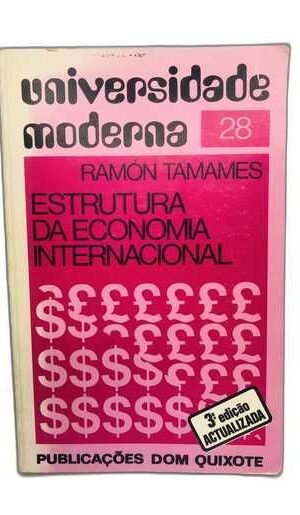 universidade
moderna 28
RAMÓN TAMAMES
ESTRUTURA
DA ECONOMIA
INTERNACIONAL
$ $ £ £ £ £ £
$ £ £ £ £ £ £
$ $ $ £ £ £ £
$ $ $ $ $ £ £
$ $ $ $ $ $
3ª edição
ACTUALIZADA
PUBLICAÇÕES DOM QUIXOTE